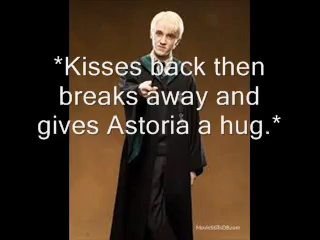 *Kisses back then
breaks away and
gives Astoria a hug.*